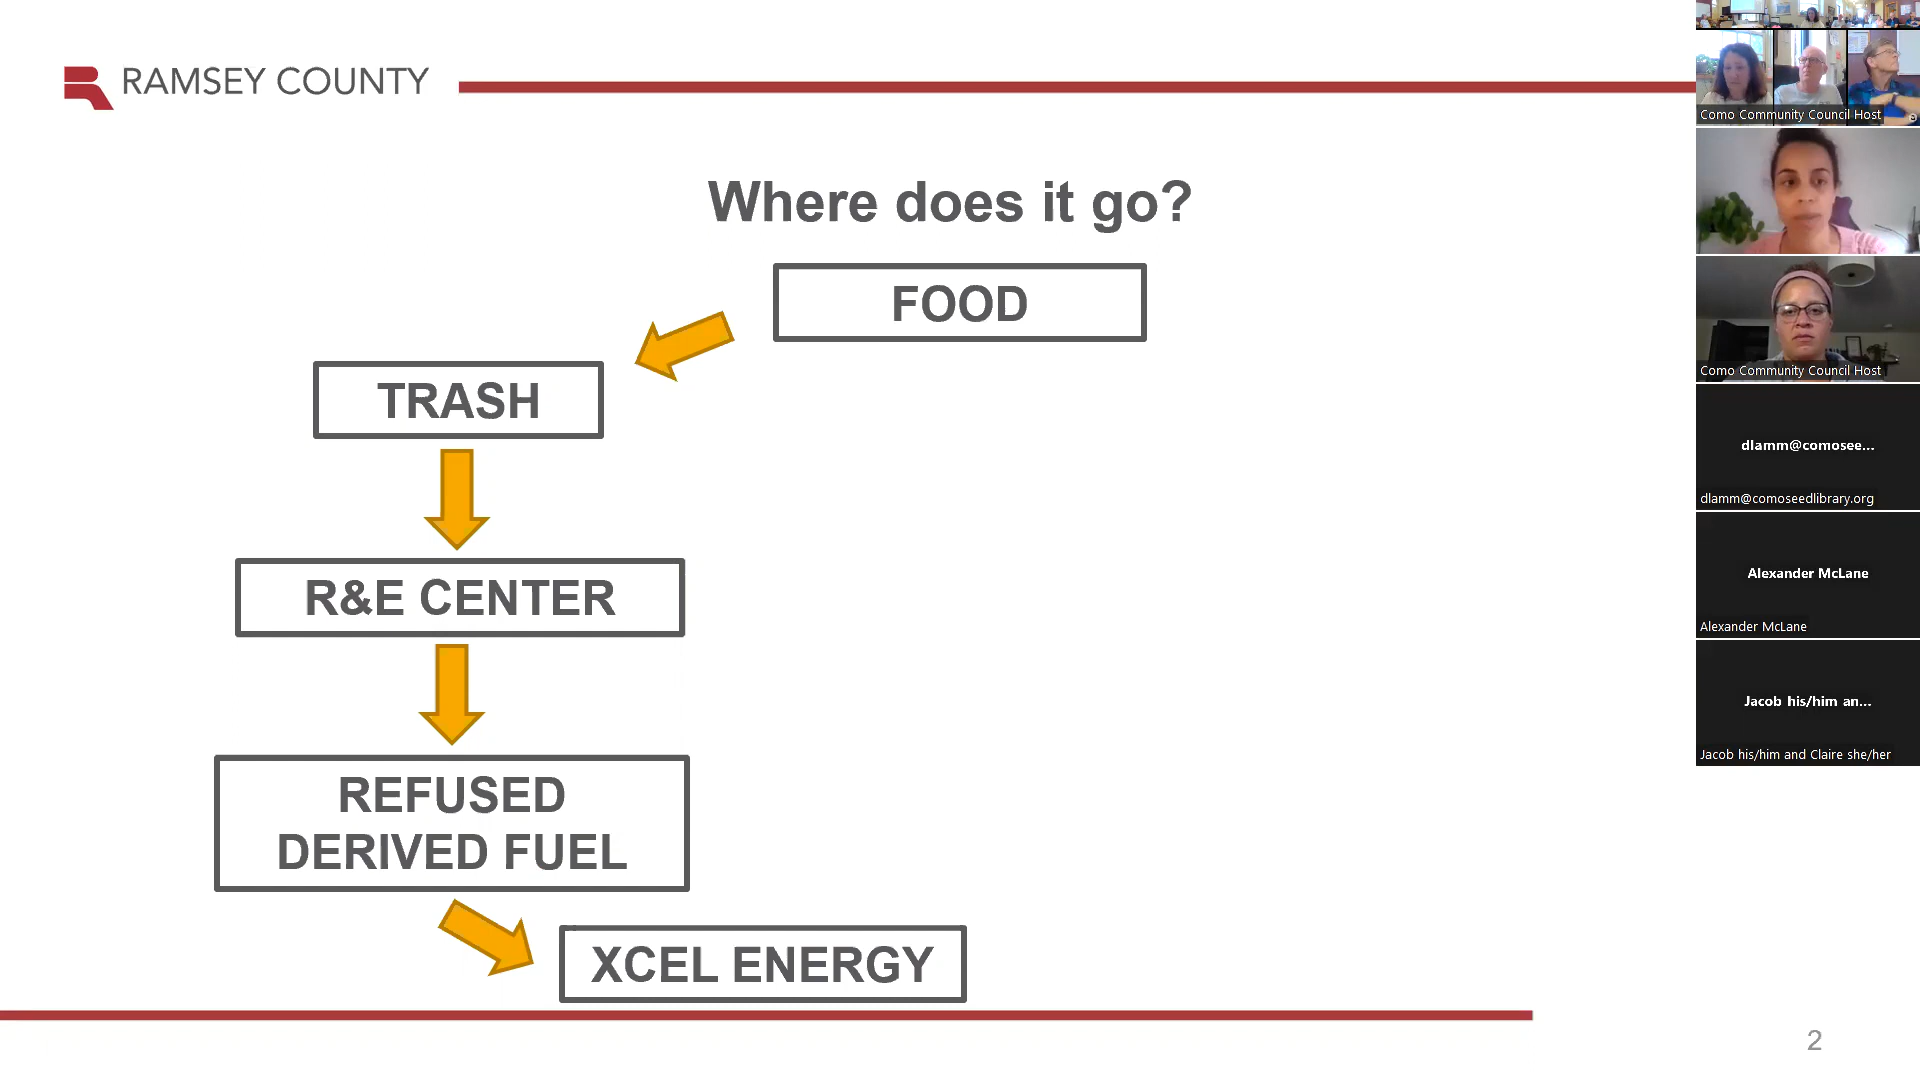 RAMSEY COUNTY
Where does it go?
FOOD
TRASH
R&E CENTER
REFUSED
DERIVED FUEL
XCEL ENERGY
2
Como Community Council Host
Como Community Council Host
dlamm@comosee...
dlamm@comoseedlibrary.org
Alexander McLane
Alexander McLane
Jacob his/him an...
Jacob his/him and Claire she/her